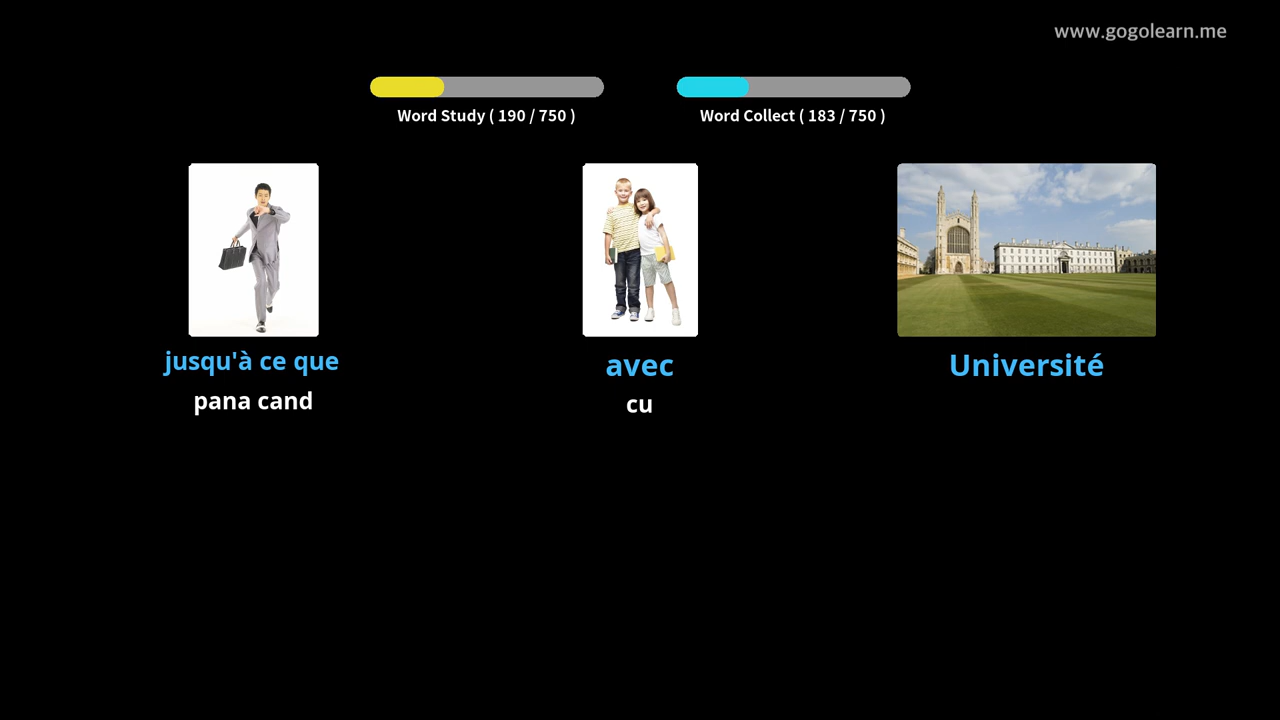 www.gogolearn.me
Word Study ( 190 / 750 )
Word Collect ( 183 / 750 )
jusqu'à ce que
pana cand
avec
cu
Université